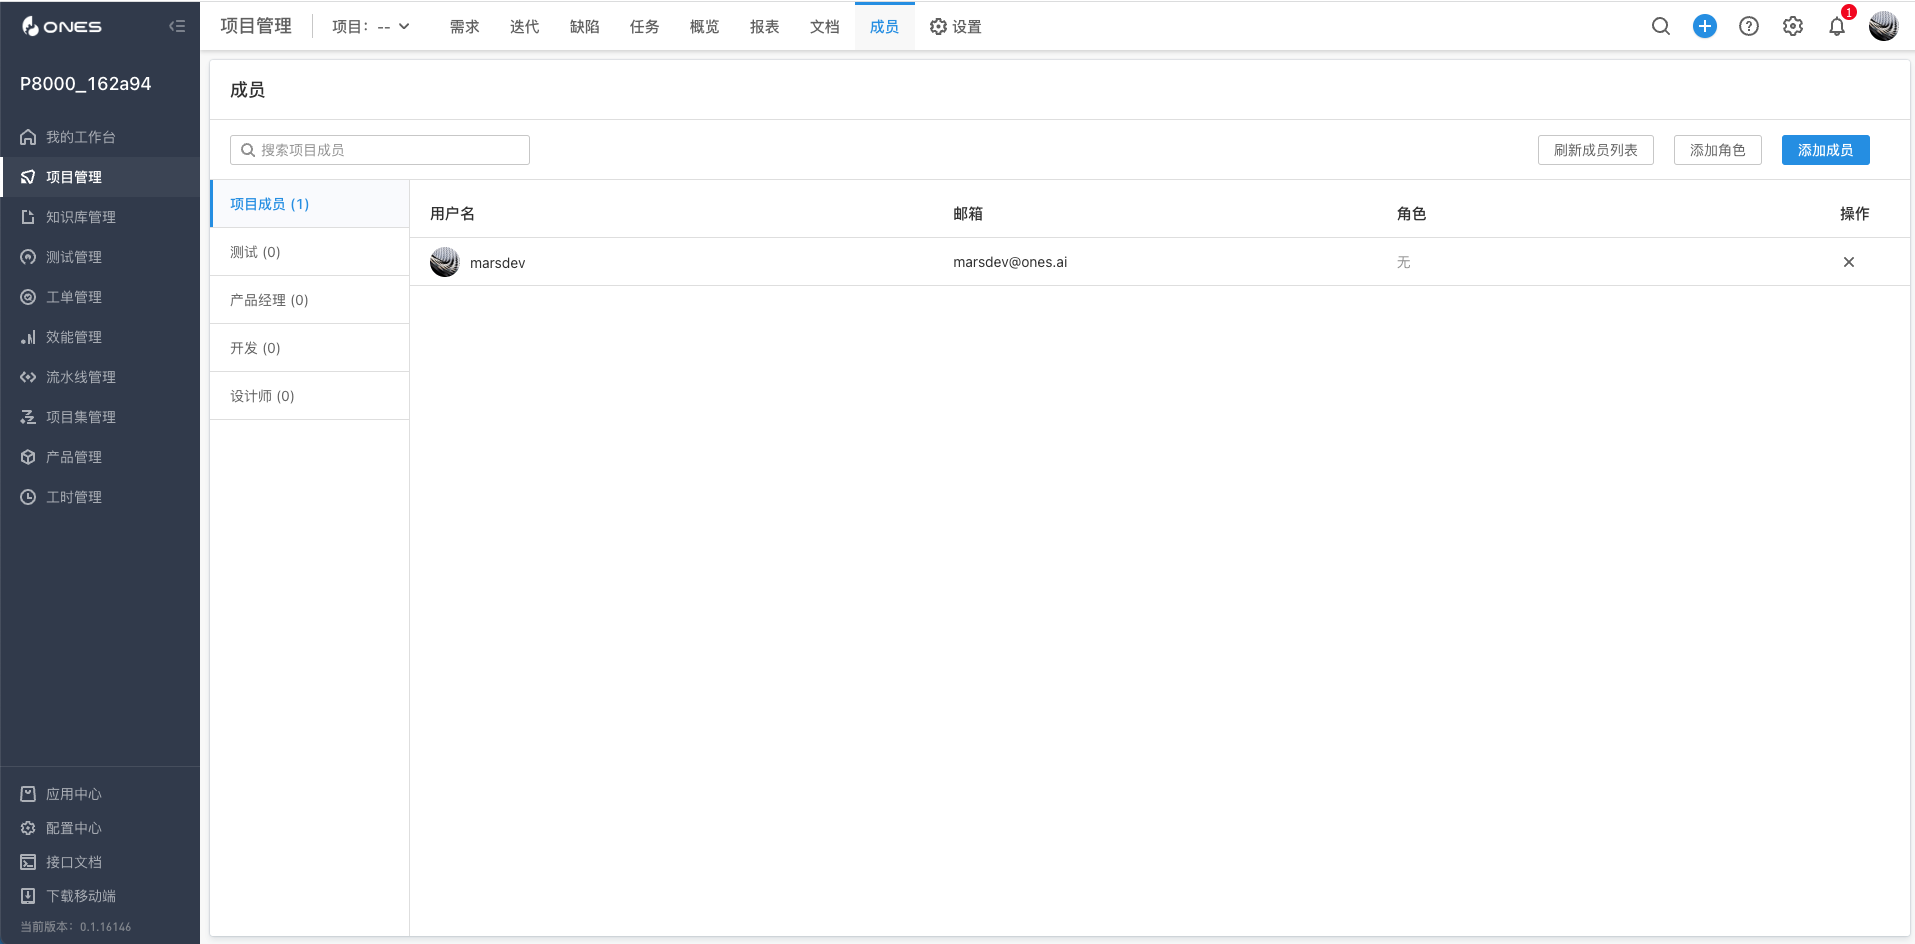 ONES
P8000_162a94
我的工作台
项目管理
知识库管理
测试管理
工单管理
效能管理
流水线管理
项目集管理
产品管理
工时管理
应用中心
配置中心
接口文档
下载移动端
当前版本：0.1.16146
项目管理 项目：-- 需求 迭代 缺陷 任务 概览 报表 文档 成员 设置 1
成员
搜索项目成员 刷新成员列表 添加角色 添加成员
项目成员 (1)
测试 (0)
产品经理 (0)
开发 (0)
设计师 (0)
用户名 邮箱 角色 操作
marsdev marsdev@ones.ai 无